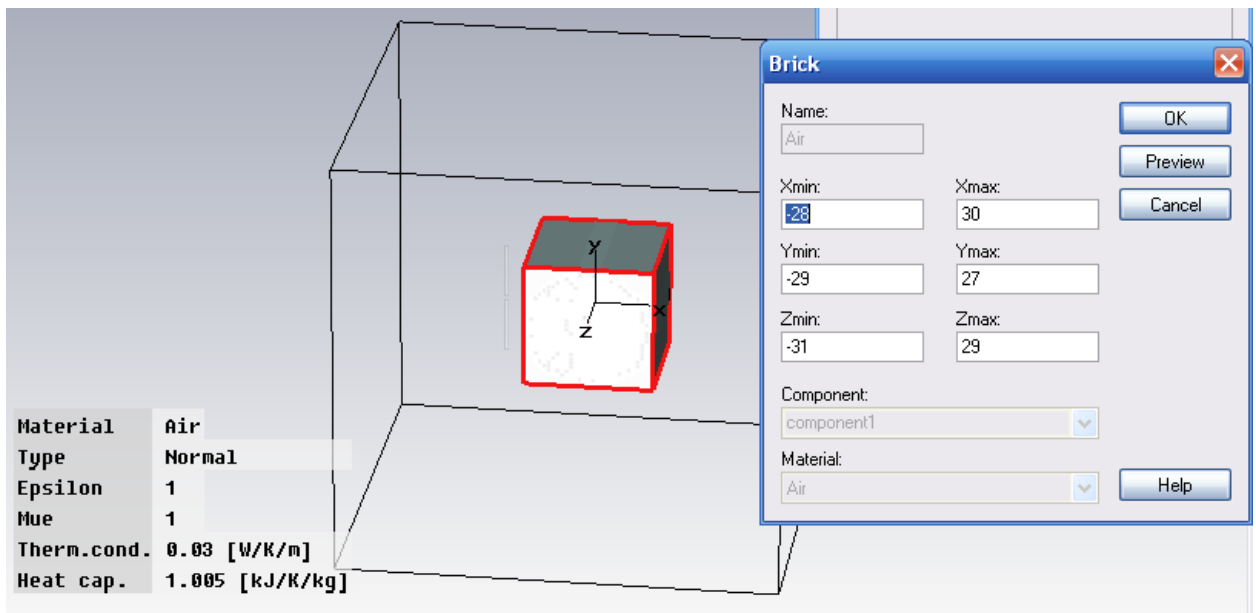 Brick
Name:
Air
OK
Preview
Cancel
Xmin:
Xmax:
-28
30
Ymin:
Ymax:
-29
27
Zmin:
Zmax:
-31
29
Component:
component1
Material:
Air
Help
y
x
z
Material Air
Type Normal
Epsilon 1
Mue 1
Therm.cond. 0.03 [W/K/m]
Heat cap. 1.005 [kJ/K/kg]